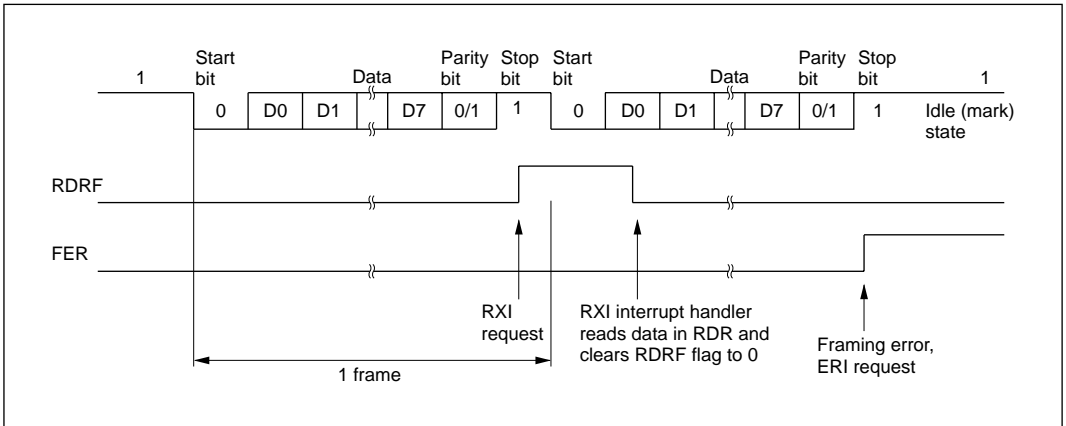 Start bit
Parity bit
Stop bit
Start bit
Parity bit
Stop bit
1
Data
Data
1
0
D0
D1
D7
0/1
1
0
D0
D1
D7
0/1
1
Idle (mark) state
RDRF
FER
RXI request
RXI interrupt handler
reads data in RDR and
clears RDRF flag to 0
Framing error,
ERI request
1 frame